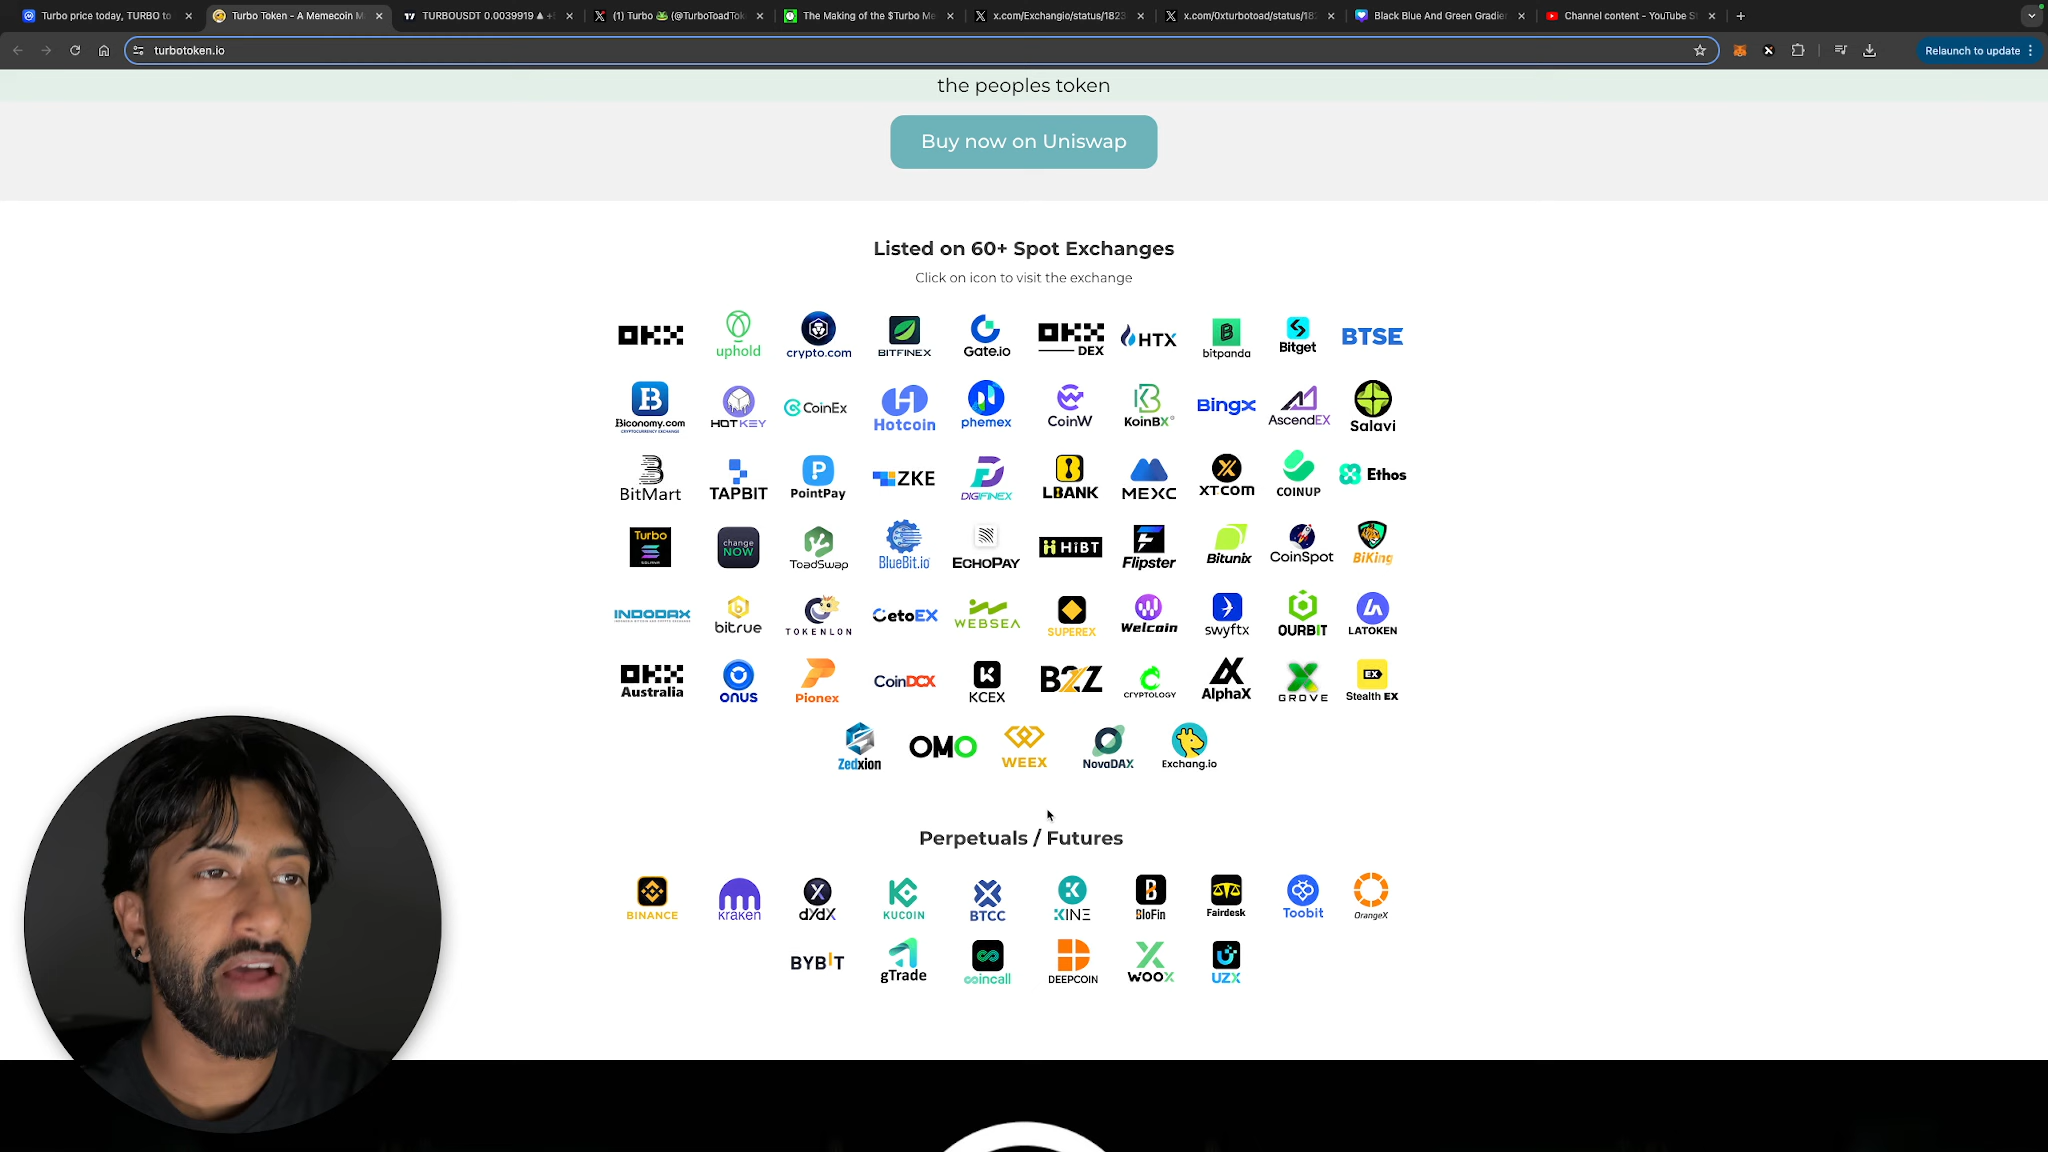 Turbo price today, TURBO to
Turbo Token - A Memecoin M
TURBOUSDT 0.0039919 ▲ +
(1) Turbo 🐸 (@TurboToadTok
The Making of the $Turbo Me
x.com/Exchangio/status/1823
x.com/0xturbotoad/status/18
Black Blue And Green Gradie
Channel content - YouTube S
turbotoken.io
Relaunch to update
the peoples token
Buy now on Uniswap
Listed on 60+ Spot Exchanges
Click on icon to visit the exchange
OKX uphold crypto.com BITFINEX Gate.io OKX DEX HTX bitpanda Bitget BTSE
Biconomy.com CRYPTOCURRENCY EXCHANGE HOTKEY CoinEx Hotcoin phemex CoinW KoinBX BingX AscendEX Salavi
BitMart TAPBIT PointPay ZKE DIGIFINEX LBANK MEXC XT.COM COINUP Ethos
Turbo SOLANA change NOW ToadSwap BlueBit.io ECHOPAY HiBT Flipster Bitunix CoinSpot BiKing
INDODAX bitrue TOKENLON CetoEX WEBSEA SUPEREX Welcoin swyftx OURBIT LATOKEN
OKX Australia ONUS Pionex CoinDCX KCEX B2Z CRYPTOLOGY AlphaX GROVE Stealth EX
Zedxion OMO WEEX NovaDAX Exchang.io
Perpetuals / Futures
BINANCE kraken dYdX KUCOIN BTCC KINE BloFin Fairdesk Toobit OrangeX
BYBIT gTrade coincall DEEPCOIN WOOX UZX